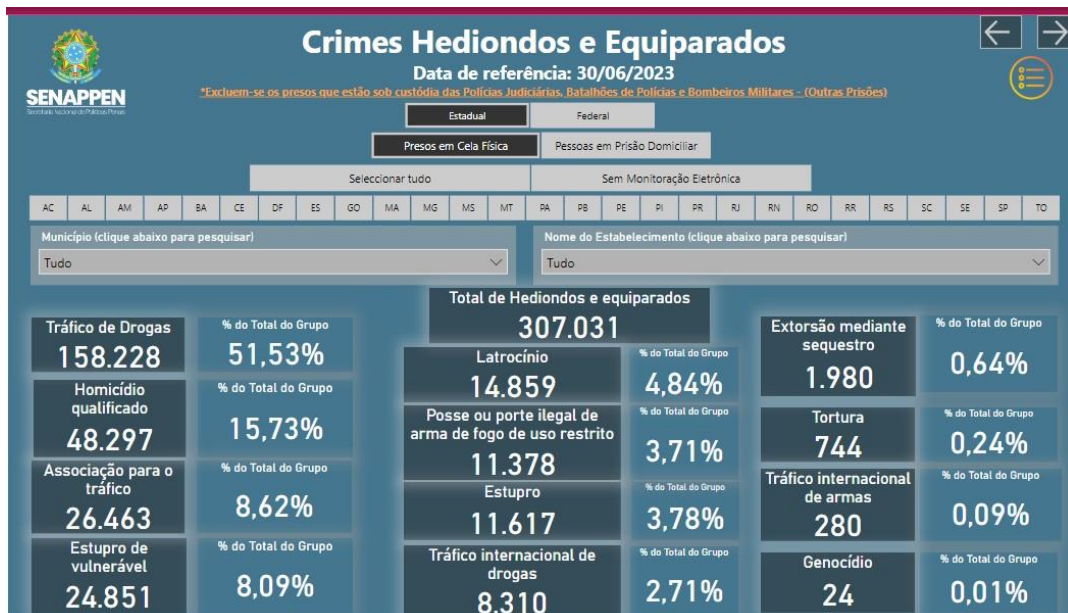 Crimes Hediondos e Equiparados
Data de referência: 30/06/2023
*Excluem-se os presos que estão sob custódia das Polícias Judiciárias, Batalhões de Polícias e Bombeiros Militares - (Outras Prisões)
SENAPPEN
Secretaria Nacional de Políticas Penais
Estadual
Federal
Presos em Cela Física
Pessoas em Prisão Domiciliar
Seleccionar tudo
Sem Monitoração Eletrônica
AC AL AM AP BA CE DF ES GO MA MG MS MT PA PB PE PI PR RJ RN RO RR RS SC SE SP TO
Município (clique abaixo para pesquisar)
Tudo
Nome do Estabelecimento (clique abaixo para pesquisar)
Tudo
Total de Hediondos e equiparados
307.031
Tráfico de Drogas
158.228
% do Total do Grupo
51,53%
Homicídio
qualificado
48.297
% do Total do Grupo
15,73%
Associação para o
tráfico
26.463
% do Total do Grupo
8,62%
Estupro de
vulnerável
24.851
% do Total do Grupo
8,09%
Latrocínio
14.859
% do Total do Grupo
4,84%
Posse ou porte ilegal de
arma de fogo de uso restrito
11.378
% do Total do Grupo
3,71%
Estupro
11.617
% do Total do Grupo
3,78%
Tráfico internacional de
drogas
8.310
% do Total do Grupo
2,71%
Extorsão mediante
sequestro
1.980
% do Total do Grupo
0,64%
Tortura
744
% do Total do Grupo
0,24%
Tráfico internacional
de armas
280
% do Total do Grupo
0,09%
Genocídio
24
% do Total do Grupo
0,01%